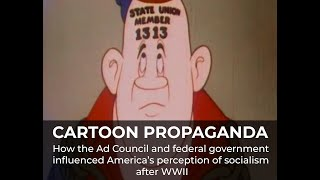 STATE UNION
MEMBER
1313
CARTOON PROPAGANDA
How the Ad Council and federal government
influenced America's perception of socialism
after WWII